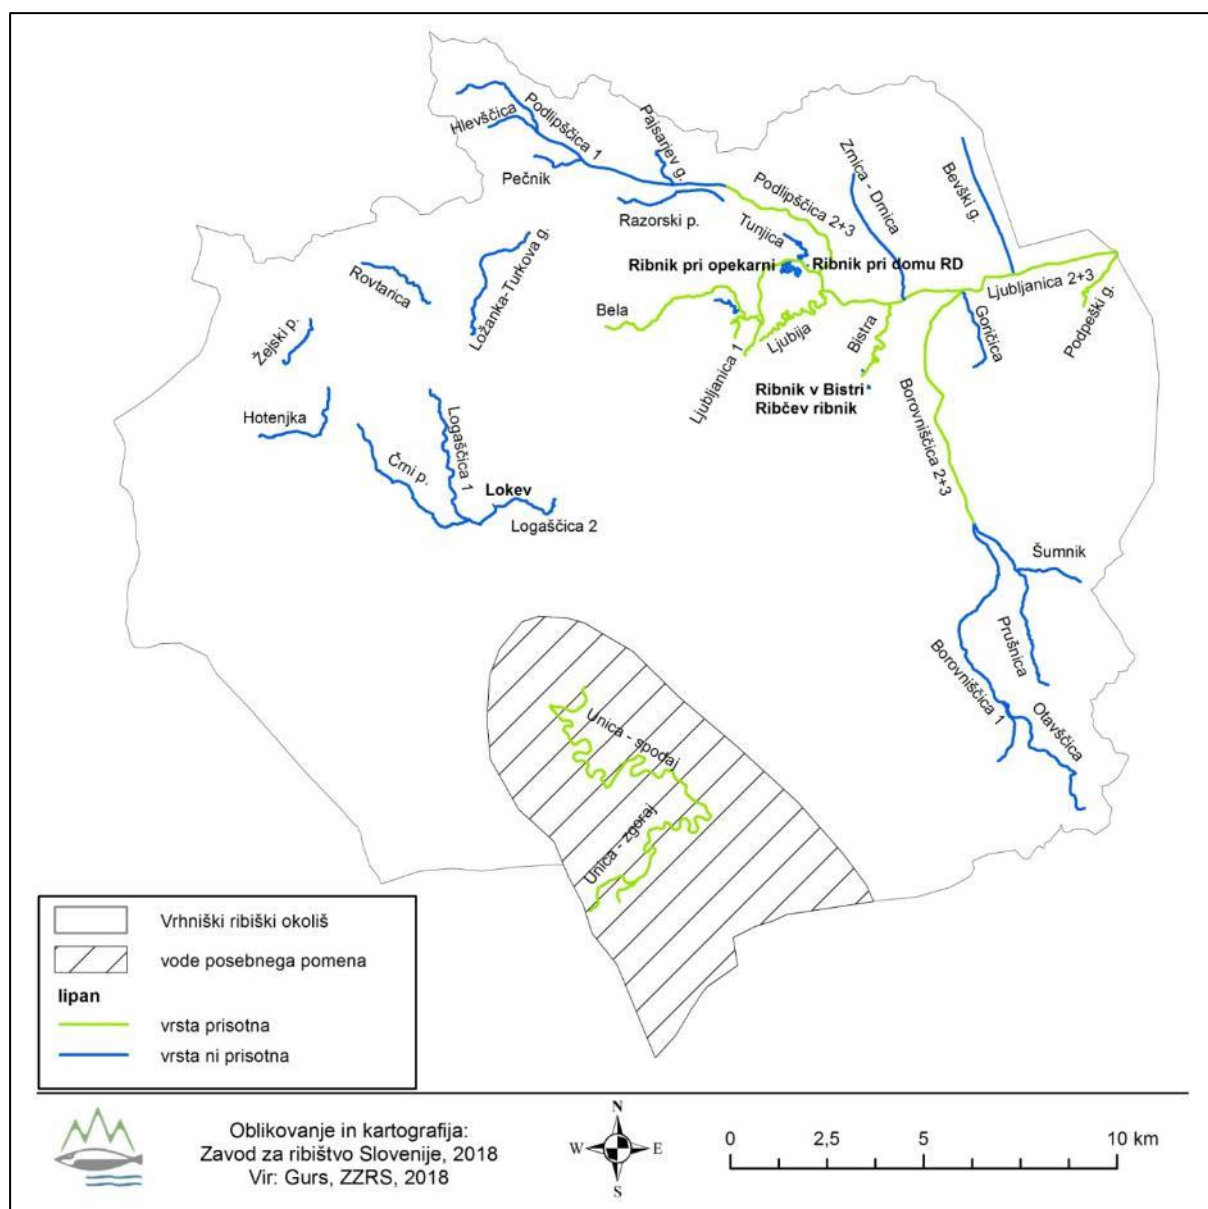 Podlipščica 1
Hlevščica
Pajsarjev g.
Pečnik
Razorski p.
Podlipščica 2+3
Zrnica - Drnica
Bevški g.
Tunjica
Ribnik pri opekarni
Ribnik pri domu RD
Rovtarica
Ložanka-Turkova g.
Bela
Ljubljanica 2+3
Žejski p.
Ljubija
Bistra
Goričica
Podpeški g.
Ljubljanica 1
Ribnik v Bistri
Ribčev ribnik
Hotenjka
Logaščica 1
Borovniščica 2+3
Črni p.
Lokev
Logaščica 2
Šumnik
Prušnica
Borovniščica 1
Otavščica
Unica - spodaj
Unica - zgoraj
Vrhniški ribiški okoliš
vode posebnega pomena
lipan
vrsta prisotna
vrsta ni prisotna
Oblikovanje in kartografija:
Zavod za ribištvo Slovenije, 2018
Vir: Gurs, ZZRS, 2018
N
W E
S
0 2,5 5 10 km